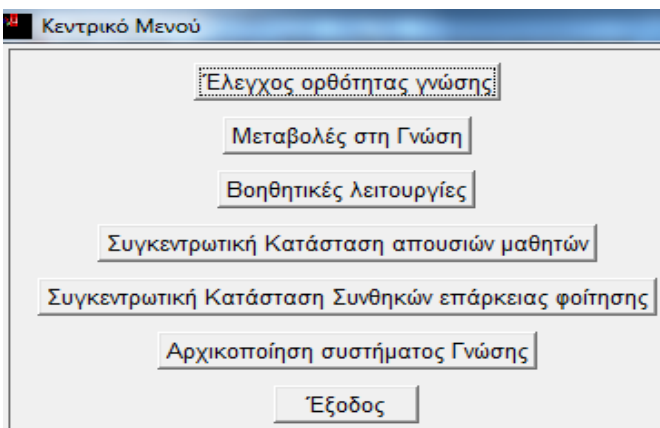 Κεντρικό Μενού
Έλεγχος ορθότητας γνώσης
Μεταβολές στη Γνώση
Βοηθητικές λειτουργίες
Συγκεντρωτική Κατάσταση απουσιών μαθητών
Συγκεντρωτική Κατάσταση Συνθηκών επάρκειας φοίτησης
Αρχικοποίηση συστήματος Γνώσης
Έξοδος